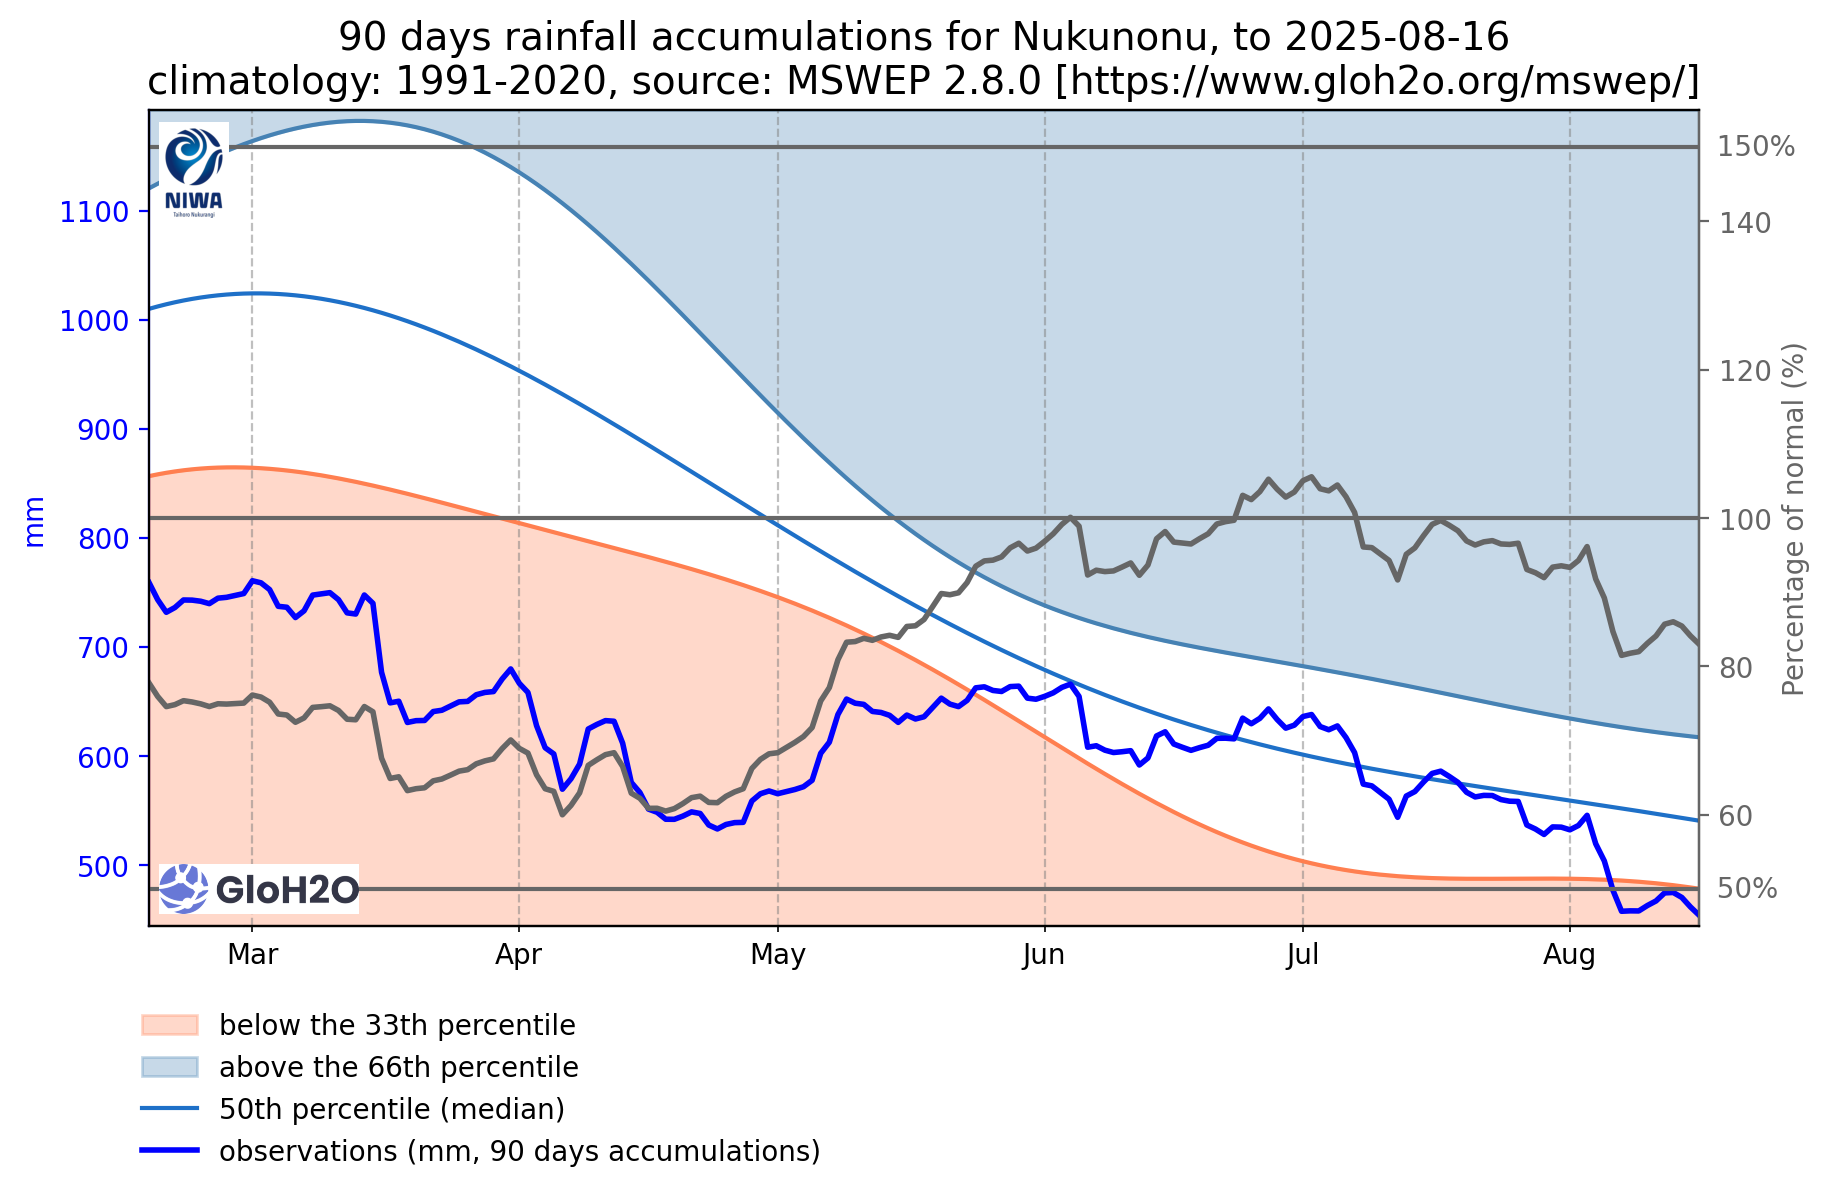 90 days rainfall accumulations for Nukunonu, to 2025-08-16
climatology: 1991-2020, source: MSWEP 2.8.0 [https://www.gloh2o.org/mswep/]
NIWA
Taihoro Nukurangi
150%
1100
140
1000
120
900
mm
Percentage of normal (%)
800
100
700
80
600
60
500
GloH2O
50%
Mar
Apr
May
Jun
Jul
Aug
below the 33th percentile
above the 66th percentile
50th percentile (median)
observations (mm, 90 days accumulations)